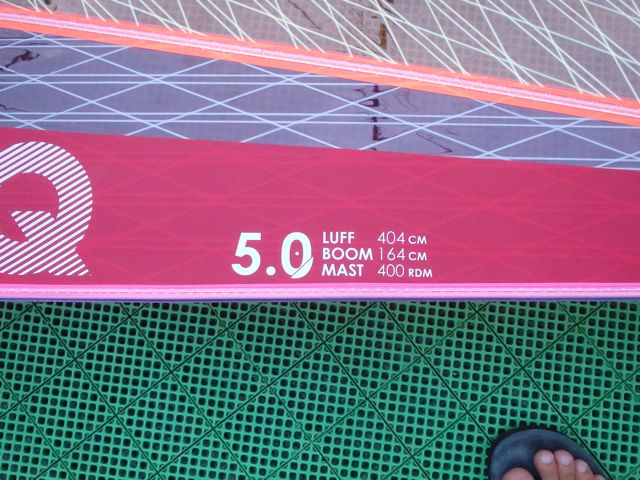 Q
5.0
LUFF 404 CM
BOOM 164 CM
MAST 400 RDM